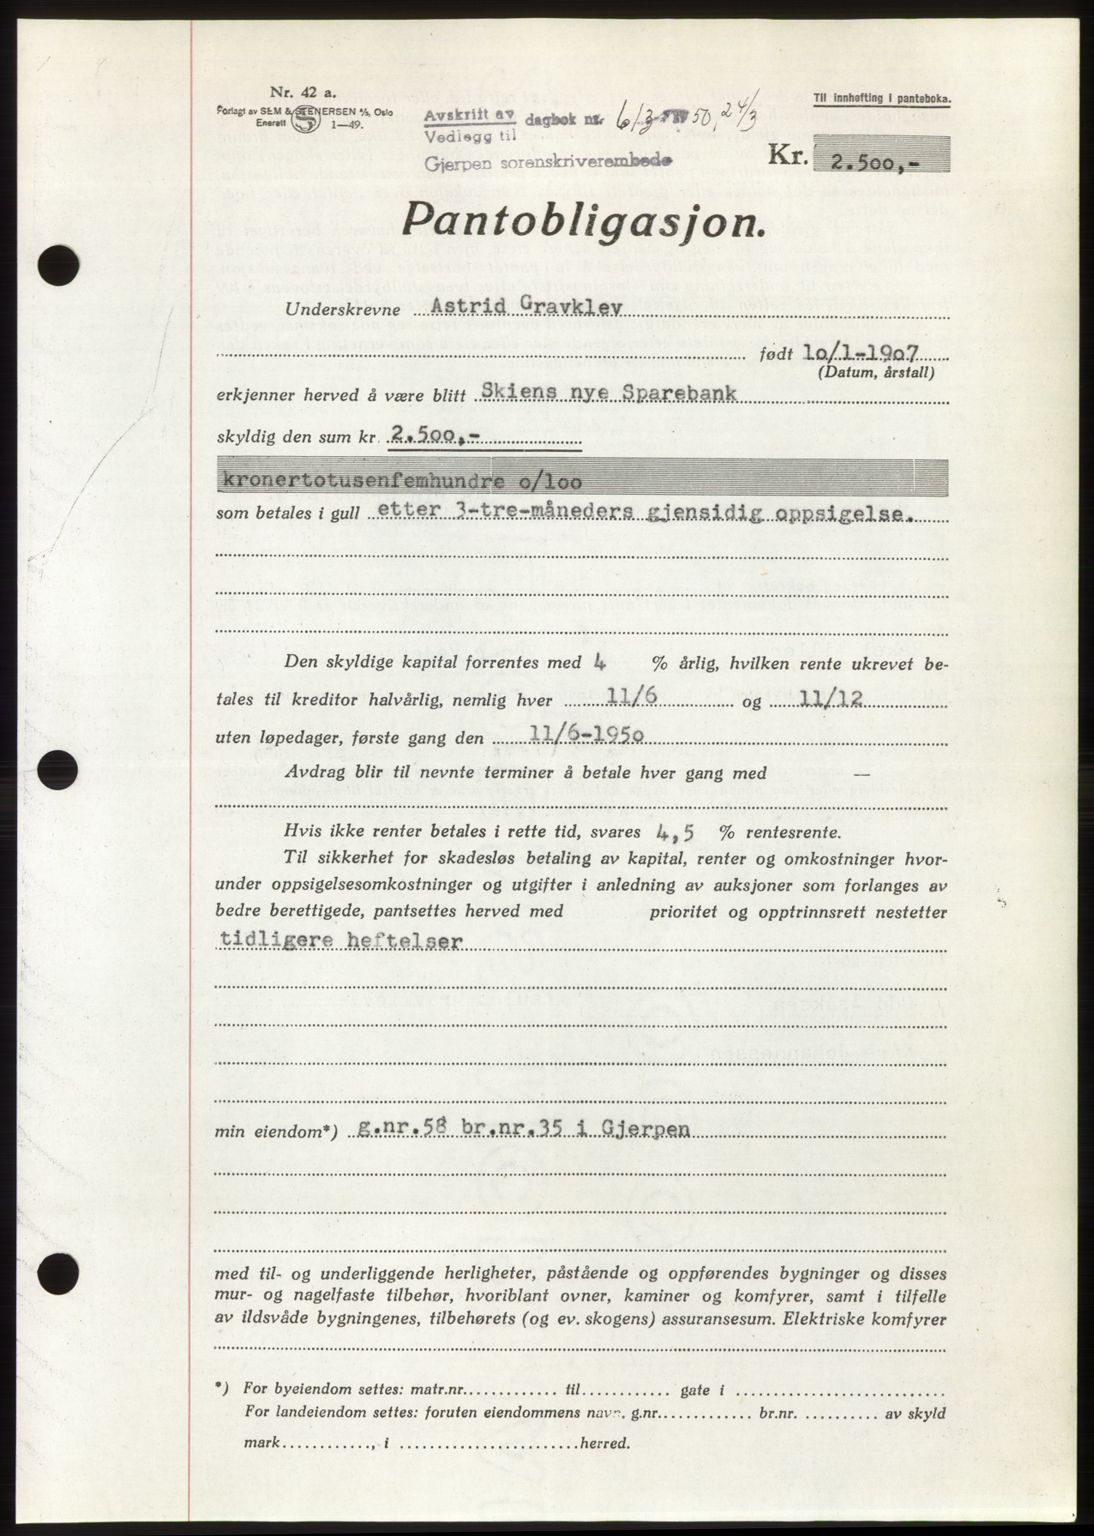 Nr. 42 a.
Forlagt av SEM & STENERSEN A/S, Oslo
Enerett S 1—49.
Avskrift av
Vedlegg til
dagbok nr. 613 50, 24/3
Gjerpen sorenskriverembede
Til innhefting i panteboka.
Kr. 2.500,-
Pantobligasjon.
Underskrevne Astrid Gravklev
født 10/1-1907
(Datum, årstall)
erkjenner herved å være blitt Skiens nye Sparebank
skyldig den sum kr. 2.500,-
kronertotusenfemhundre o/loo
som betales i gull etter 3-tre-måneders gjensidig oppsigelse.
Den skyldige kapital forrentes med 4 % årlig, hvilken rente ukrevet be-
tales til kreditor halvårlig, nemlig hver 11/6 og 11/12
uten løpedager, første gang den 11/6-1950
Avdrag blir til nevnte terminer å betale hver gang med —
Hvis ikke renter betales i rette tid, svares 4,5 % rentesrente.
Til sikkerhet for skadesløs betaling av kapital, renter og omkostninger hvor-
under oppsigelsesomkostninger og utgifter i anledning av auksjoner som forlanges av
bedre berettigede, pantsettes herved med prioritet og opptrinnsrett nestetter
tidligere heftelser
min eiendom*) g.nr.58 br.nr.35 i Gjerpen
med til- og underliggende herligheter, påstående og oppførendes bygninger og disses
mur- og nagelfaste tilbehør, hvoriblant ovner, kaminer og komfyrer, samt i tilfelle
av ildsvåde bygningenes, tilbehørets (og ev. skogens) assuransesum. Elektriske komfyrer
*) For byeiendom settes: matr.nr............. til............ gate i ..........................
For landeiendom settes: foruten eiendommens navn, g.nr............. br.nr. .......... av skyld
mark............, i .......................herred.